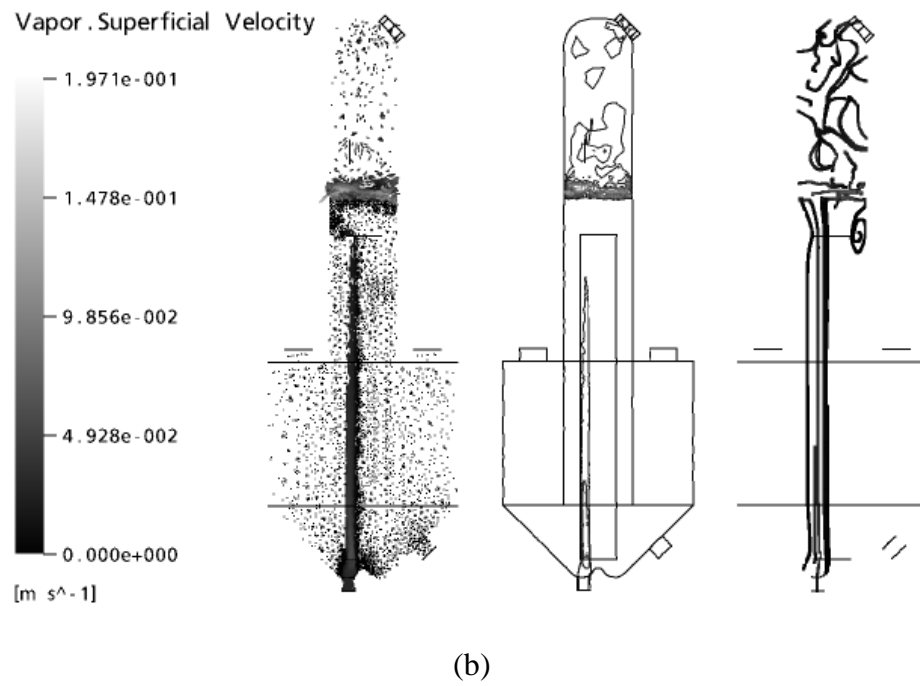 Vapor.Superficial Velocity
1.971e-001
1.478e-001
9.856e-002
4.928e-002
0.000e+000
[m s^-1]
(b)